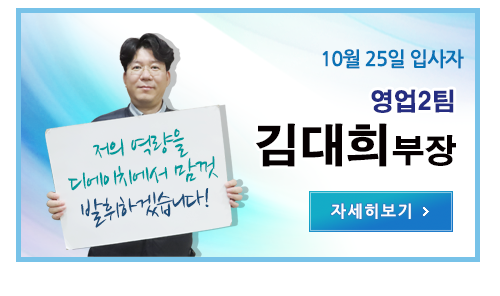 10월 25일 입사자
영업2팀
김대희부장
저의 역량을
디에이치에서 맘껏
발휘하겠습니다!
자세히보기 >